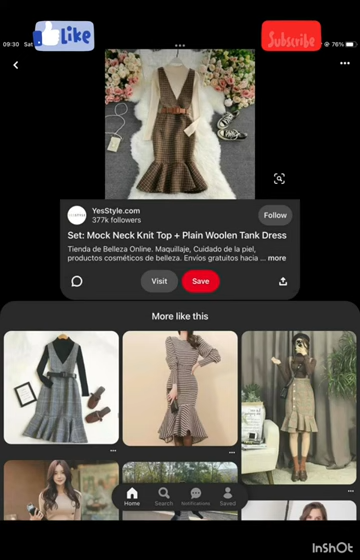 09:30 Sat
Like
Subscribe
76%
YesStyle.com
377k followers
Follow
Set: Mock Neck Knit Top + Plain Woolen Tank Dress
Tienda de Belleza Online. Maquillaje, Cuidado de la piel,
productos cosméticos de belleza. Envíos gratuitos hacia ... more
Visit
Save
More like this
Home
Search
Notifications
Saved
InShOt